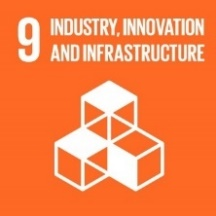 9 INDUSTRY, INNOVATION
AND INFRASTRUCTURE